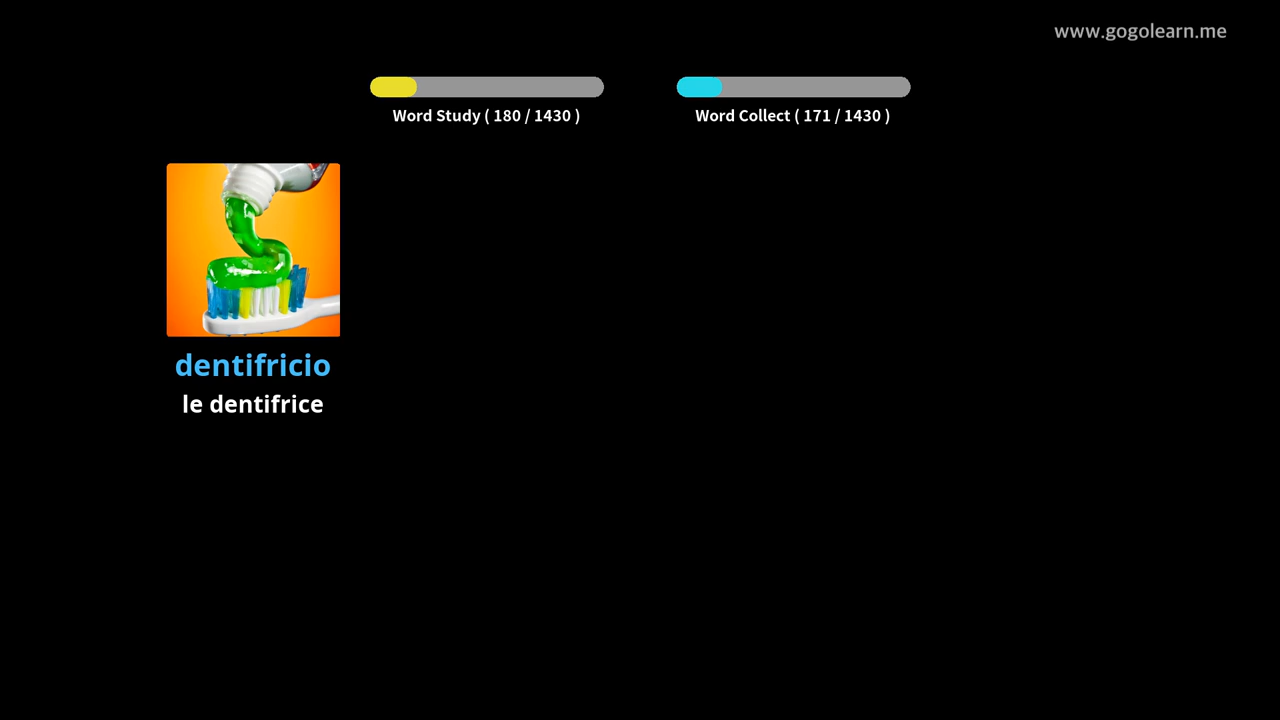 www.gogolearn.me
Word Study ( 180 / 1430 )
Word Collect ( 171 / 1430 )
dentifricio
le dentifrice